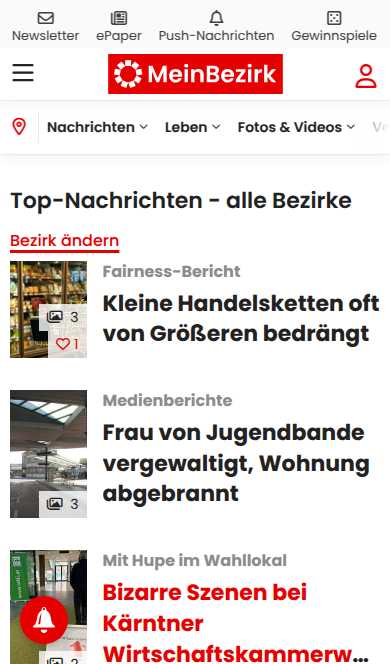 Newsletter ePaper Push-Nachrichten Gewinnspiele
MeinBezirk
Nachrichten Leben Fotos & Videos Ve
Top-Nachrichten - alle Bezirke
Bezirk ändern
Fairness-Bericht
Kleine Handelsketten oft
von Größeren bedrängt
3
1
Medienberichte
Frau von Jugendbande
vergewaltigt, Wohnung
abgebrannt
3
Mit Hupe im Wahllokal
Bizarre Szenen bei
Kärntner
Wirtschaftskammerw...
2